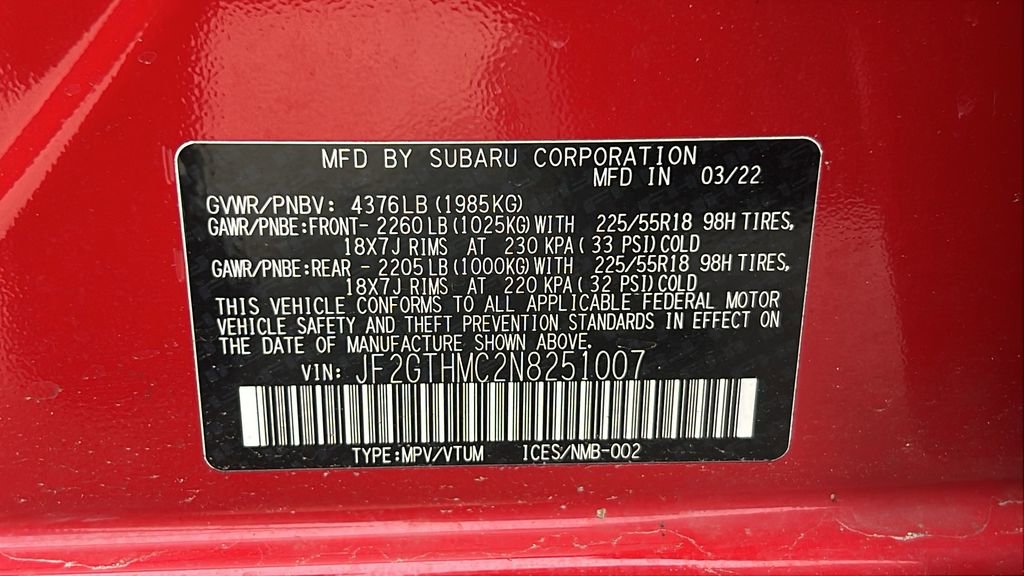 MFD BY SUBARU CORPORATION
MFD IN 03/22
GVWR/PNBV: 4376LB (1985KG)
GAWR/PNBE:FRONT- 2260LB (1025KG) WITH 225/55R18 98H TIRES,
18X7J RIMS AT 230 KPA (33 PSI) COLD
GAWR/PNBE:REAR - 2205LB (1000KG) WITH 225/55R18 98H TIRES,
18X7J RIMS AT 220 KPA (32 PSI) COLD
THIS VEHICLE CONFORMS TO ALL APPLICABLE FEDERAL MOTOR
VEHICLE SAFETY AND THEFT PREVENTION STANDARDS IN EFFECT ON
THE DATE OF MANUFACTURE SHOWN ABOVE.
VIN: JF2GTHMC2N8251007
TYPE:MPV/VTUM ICES/NMB-002